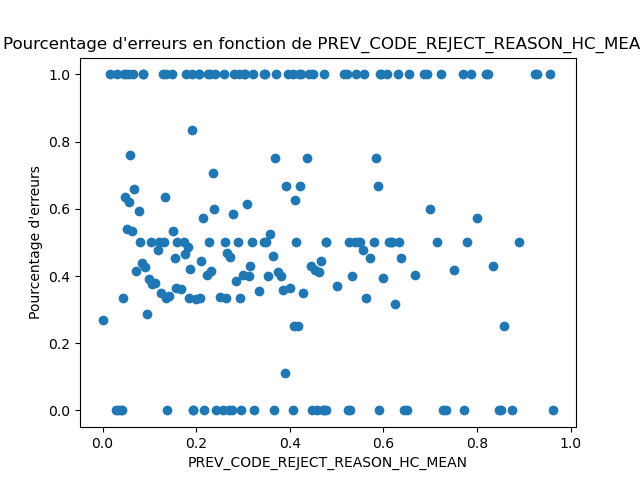 Pourcentage d'erreurs en fonction de PREV_CODE_REJECT_REASON_HC_MEA
1.0
0.8
0.6
0.4
0.2
0.0
Pourcentage d'erreurs
0.0 0.2 0.4 0.6 0.8 1.0
PREV_CODE_REJECT_REASON_HC_MEAN